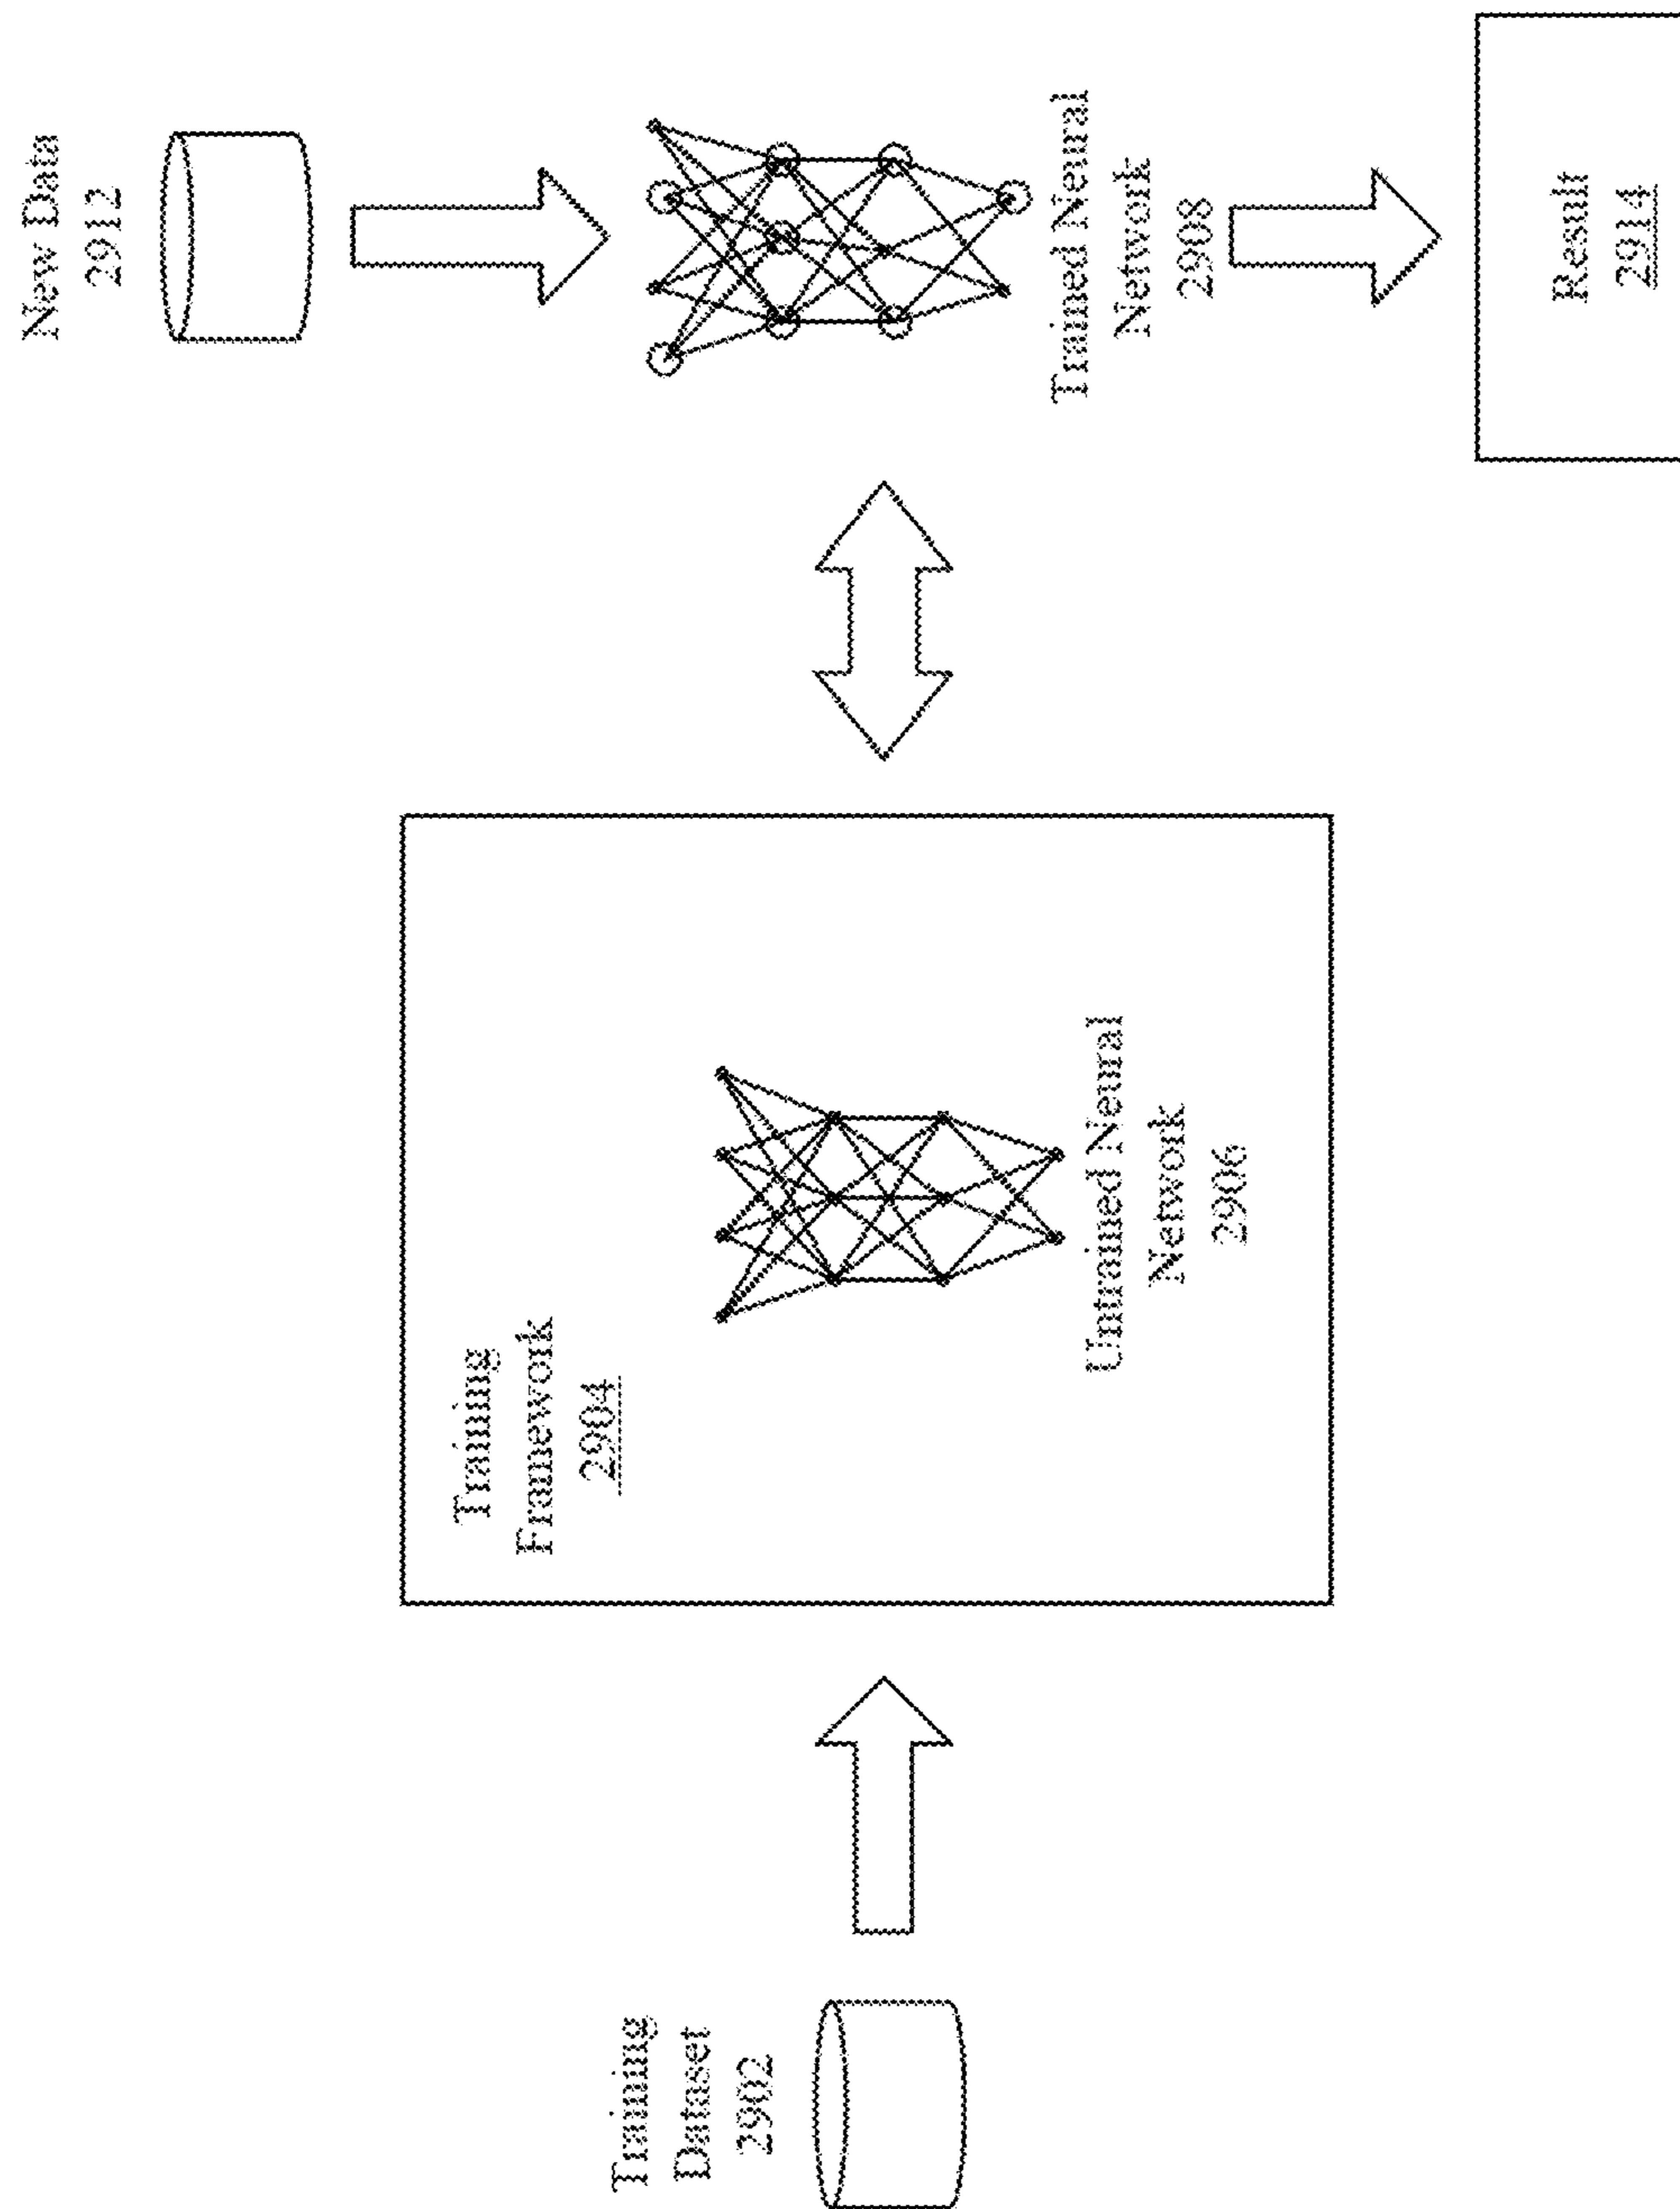 Training
Dataset
2902
Training
Framework
2904
Untrained Neural
Network
2906
New Data
2912
Trained Neural
Network
2908
Result
2914